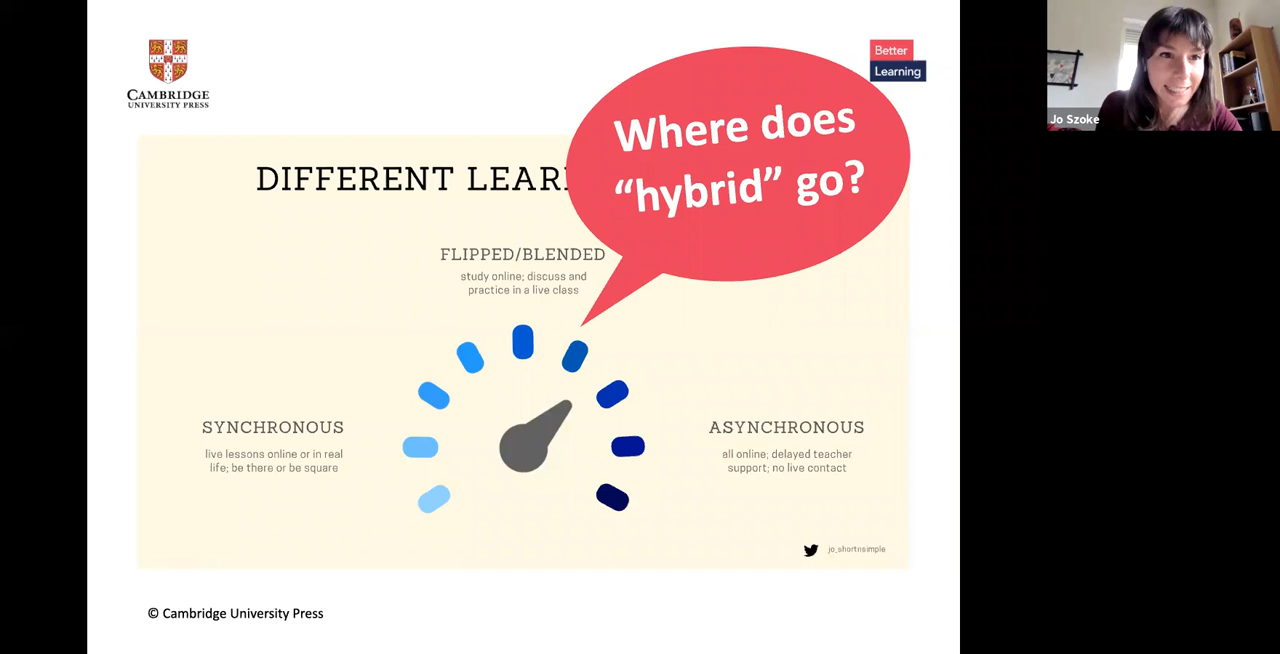 CAMBRIDGE
UNIVERSITY PRESS
Better
Learning
Jo Szoke
Where does
“hybrid” go?
DIFFERENT LEAR
FLIPPED/BLENDED
study online; discuss and
practice in a live class
SYNCHRONOUS
live lessons online or in real
life; be there or be square
ASYNCHRONOUS
all online; delayed teacher
support; no live contact
jo_shortnsimple
© Cambridge University Press